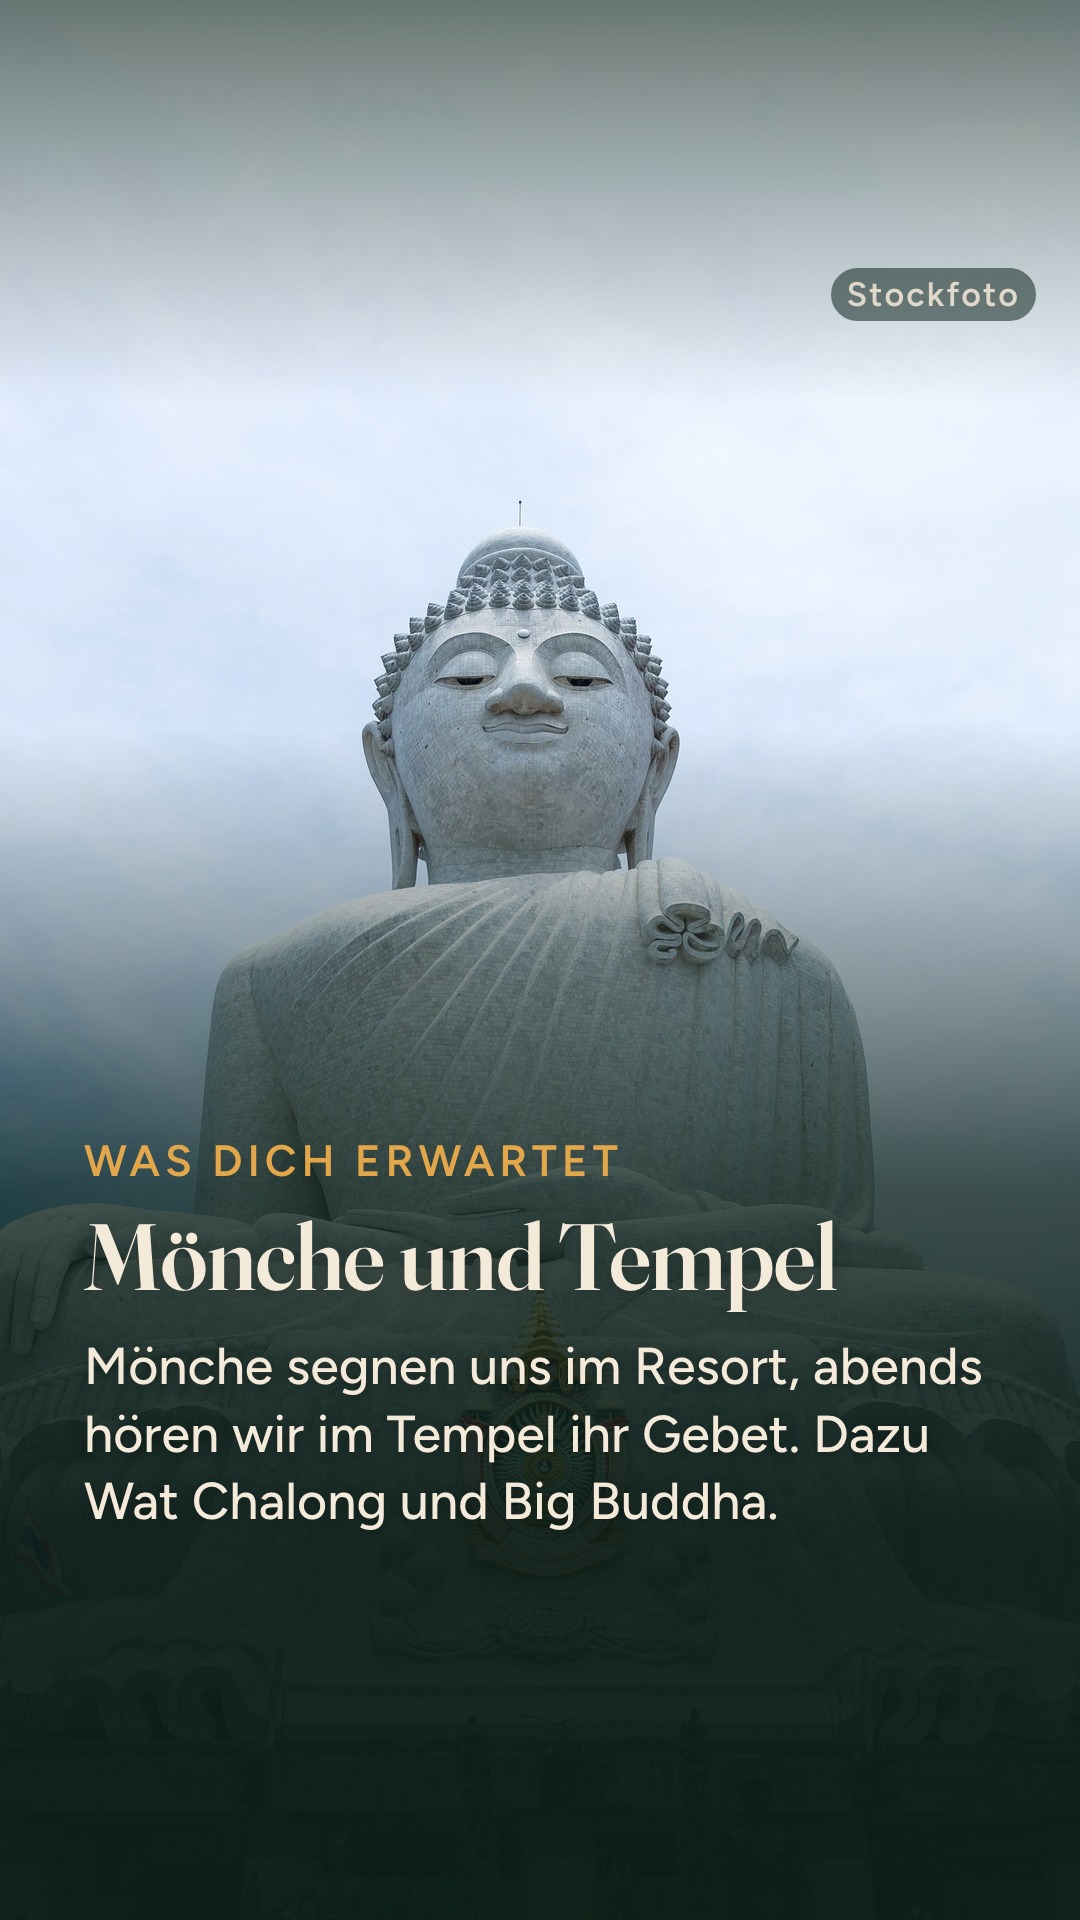 Stockfoto
WAS DICH ERWARTET
Mönche und Tempel
Mönche segnen uns im Resort, abends
hören wir im Tempel ihr Gebet. Dazu
Wat Chalong und Big Buddha.